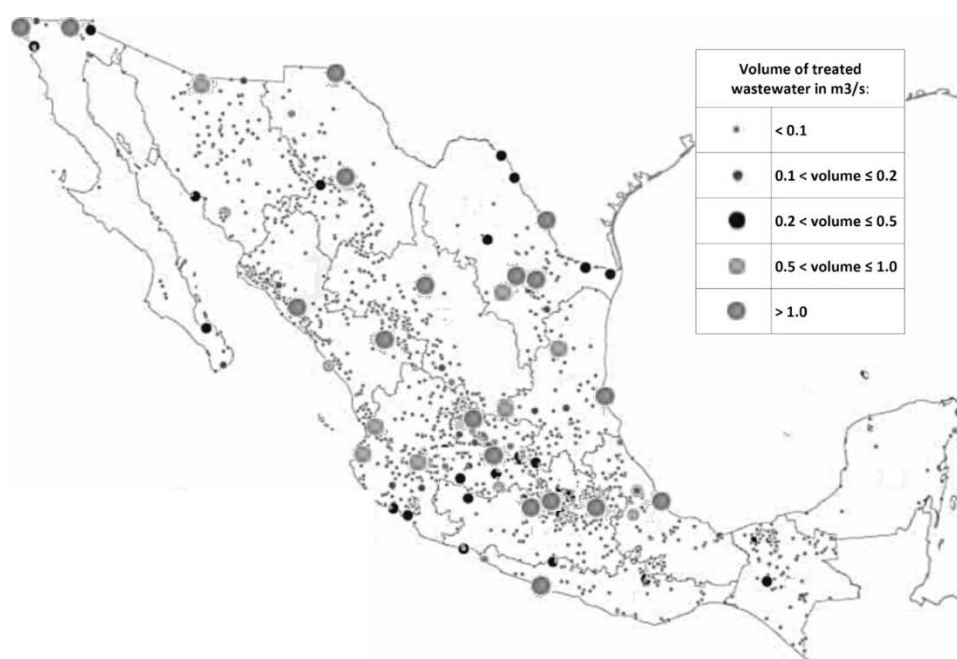 Volume of treated
wastewater in m3/s:
< 0.1
0.1 < volume ≤ 0.2
0.2 < volume ≤ 0.5
0.5 < volume ≤ 1.0
> 1.0